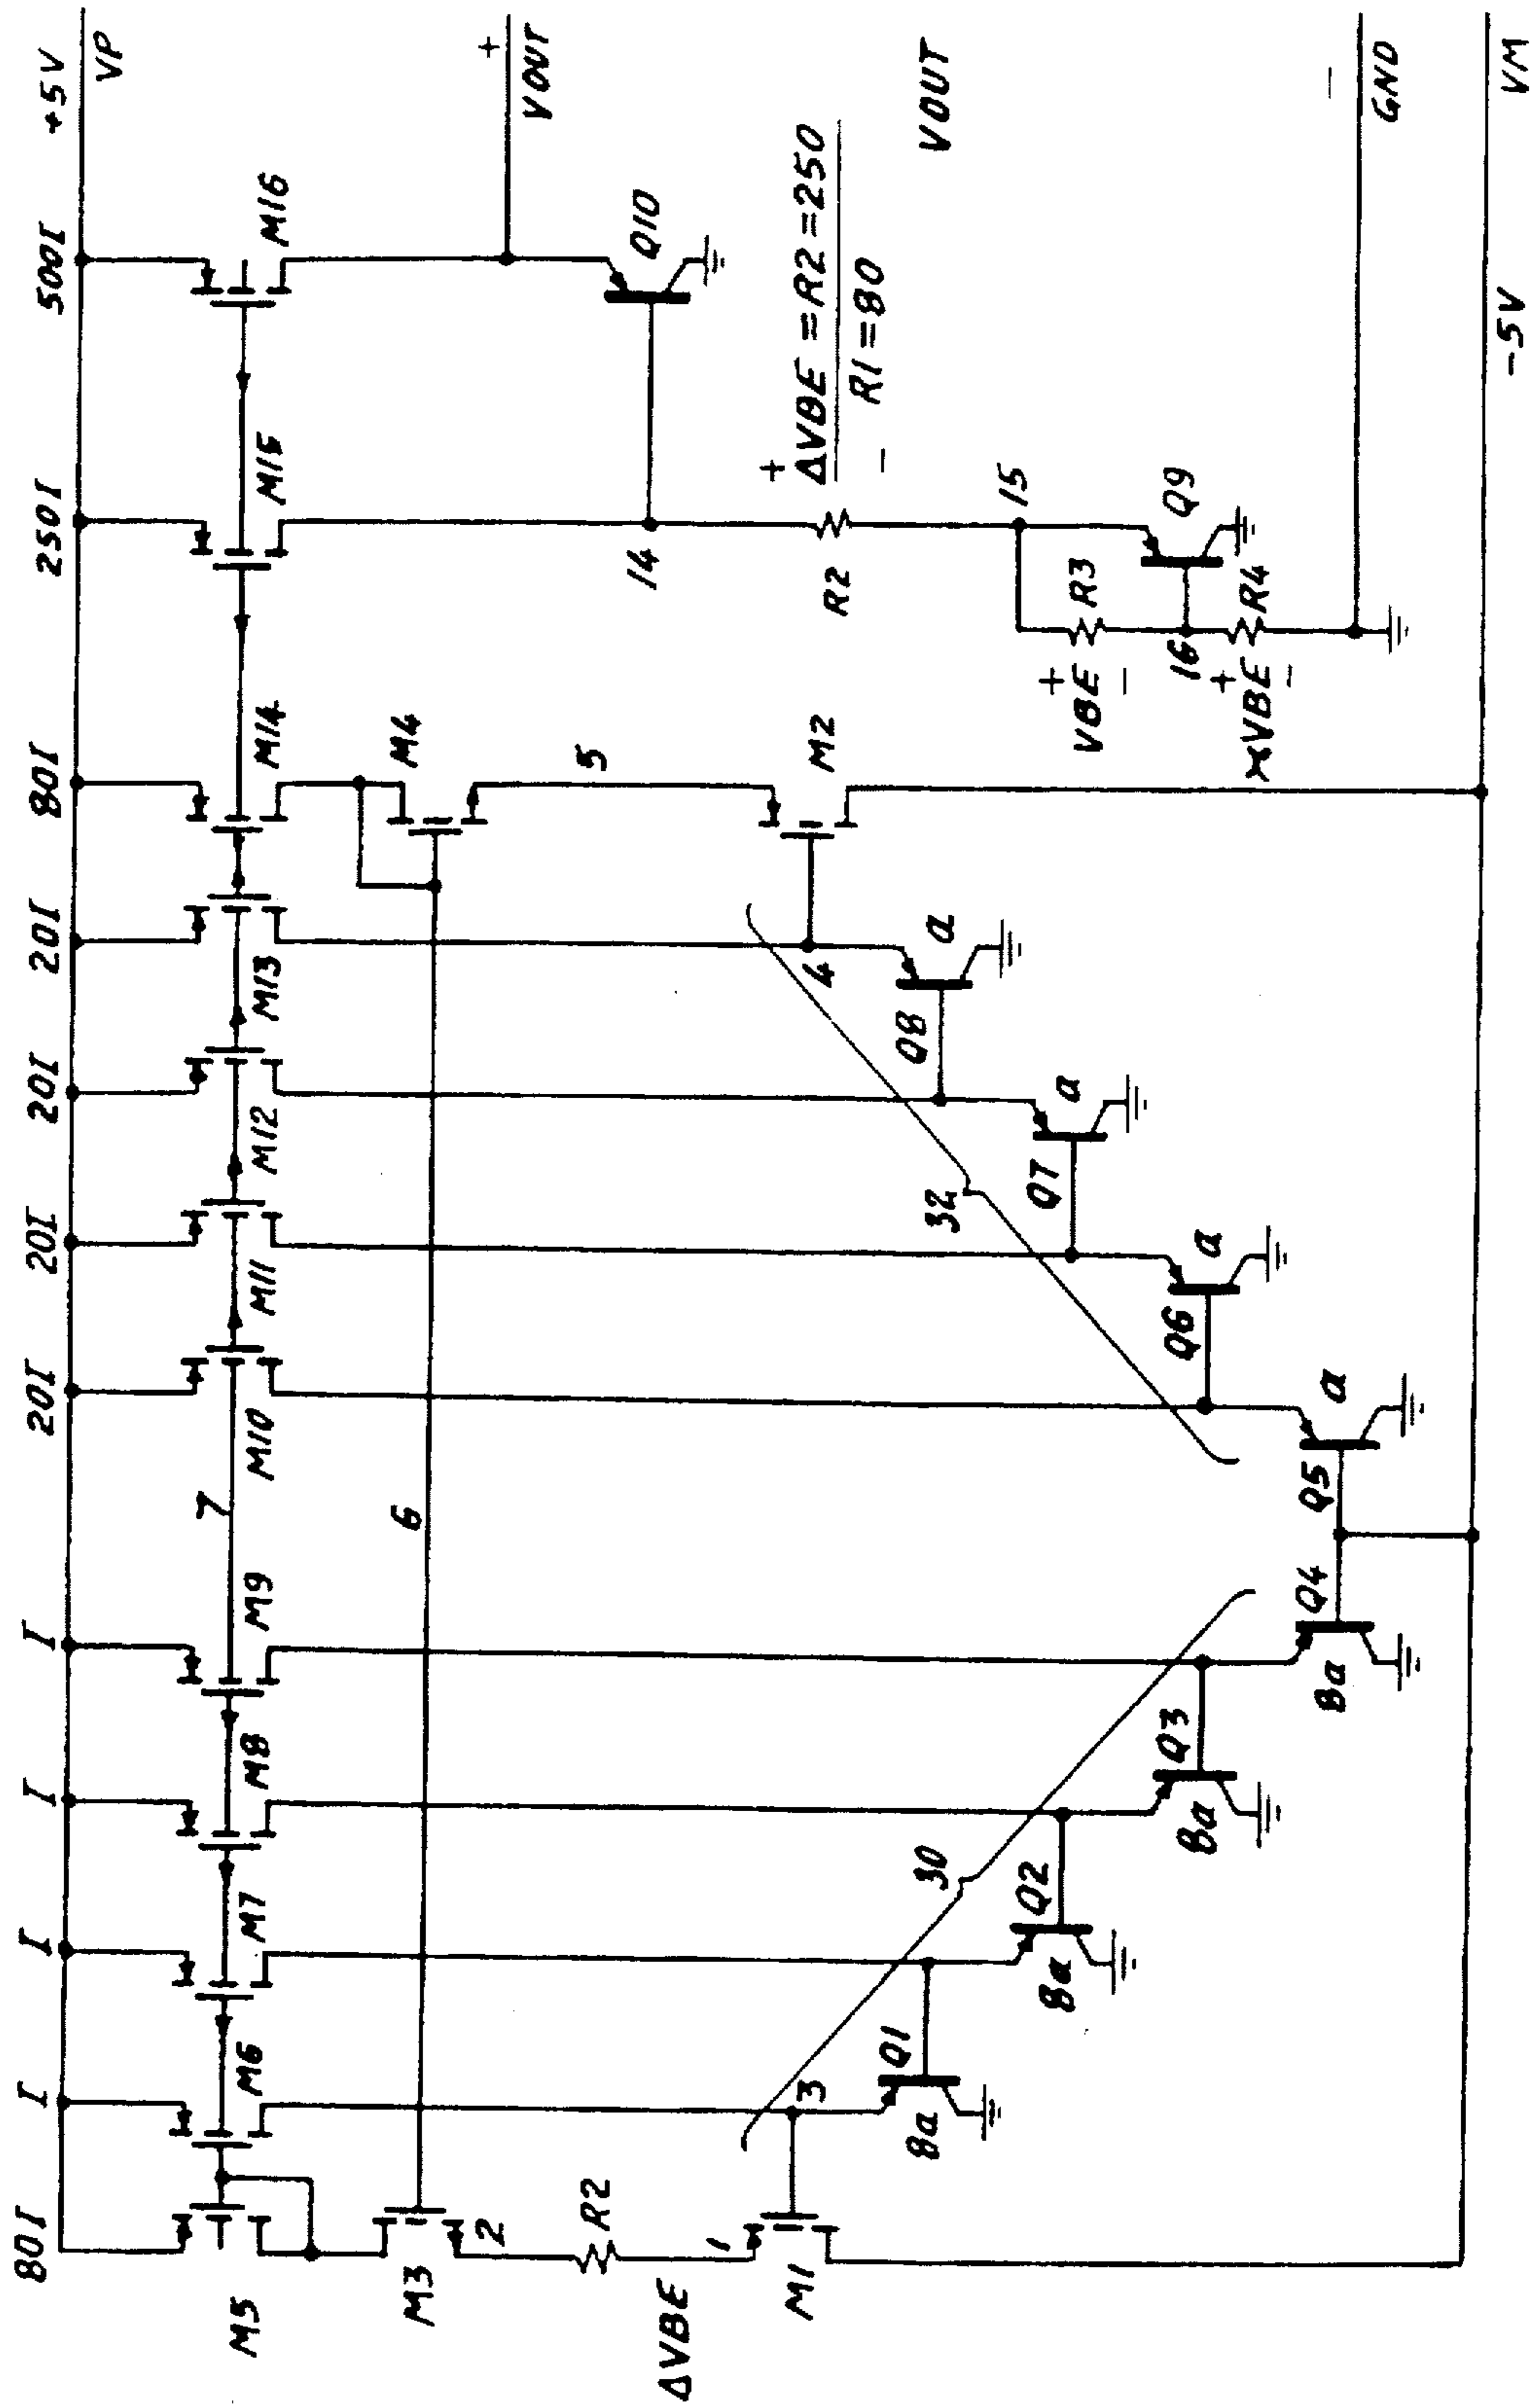 80I I I I I 20I 20I 20I 20I 80I 250I 500I +5V
VP
M5 M6 M7 M8 M9 7 M10 M11 M12 M13 M14 M15 M16
M3 6 M4
+
VOUT
2 5
R2
ΔVBE
1
M1
3 4
M2
14
Q10
30 32
Q1 8a
Q2 8a
Q3 8a
Q4 8a
Q5 a
Q6 a
Q7 a
Q8 a
R2
+
ΔVBE = R2 = 250
R1 = 80
−
VOUT
15
+
VBE
−
R3
Q9
16
+
xVBE
−
R4
−
GND
−5V
VM